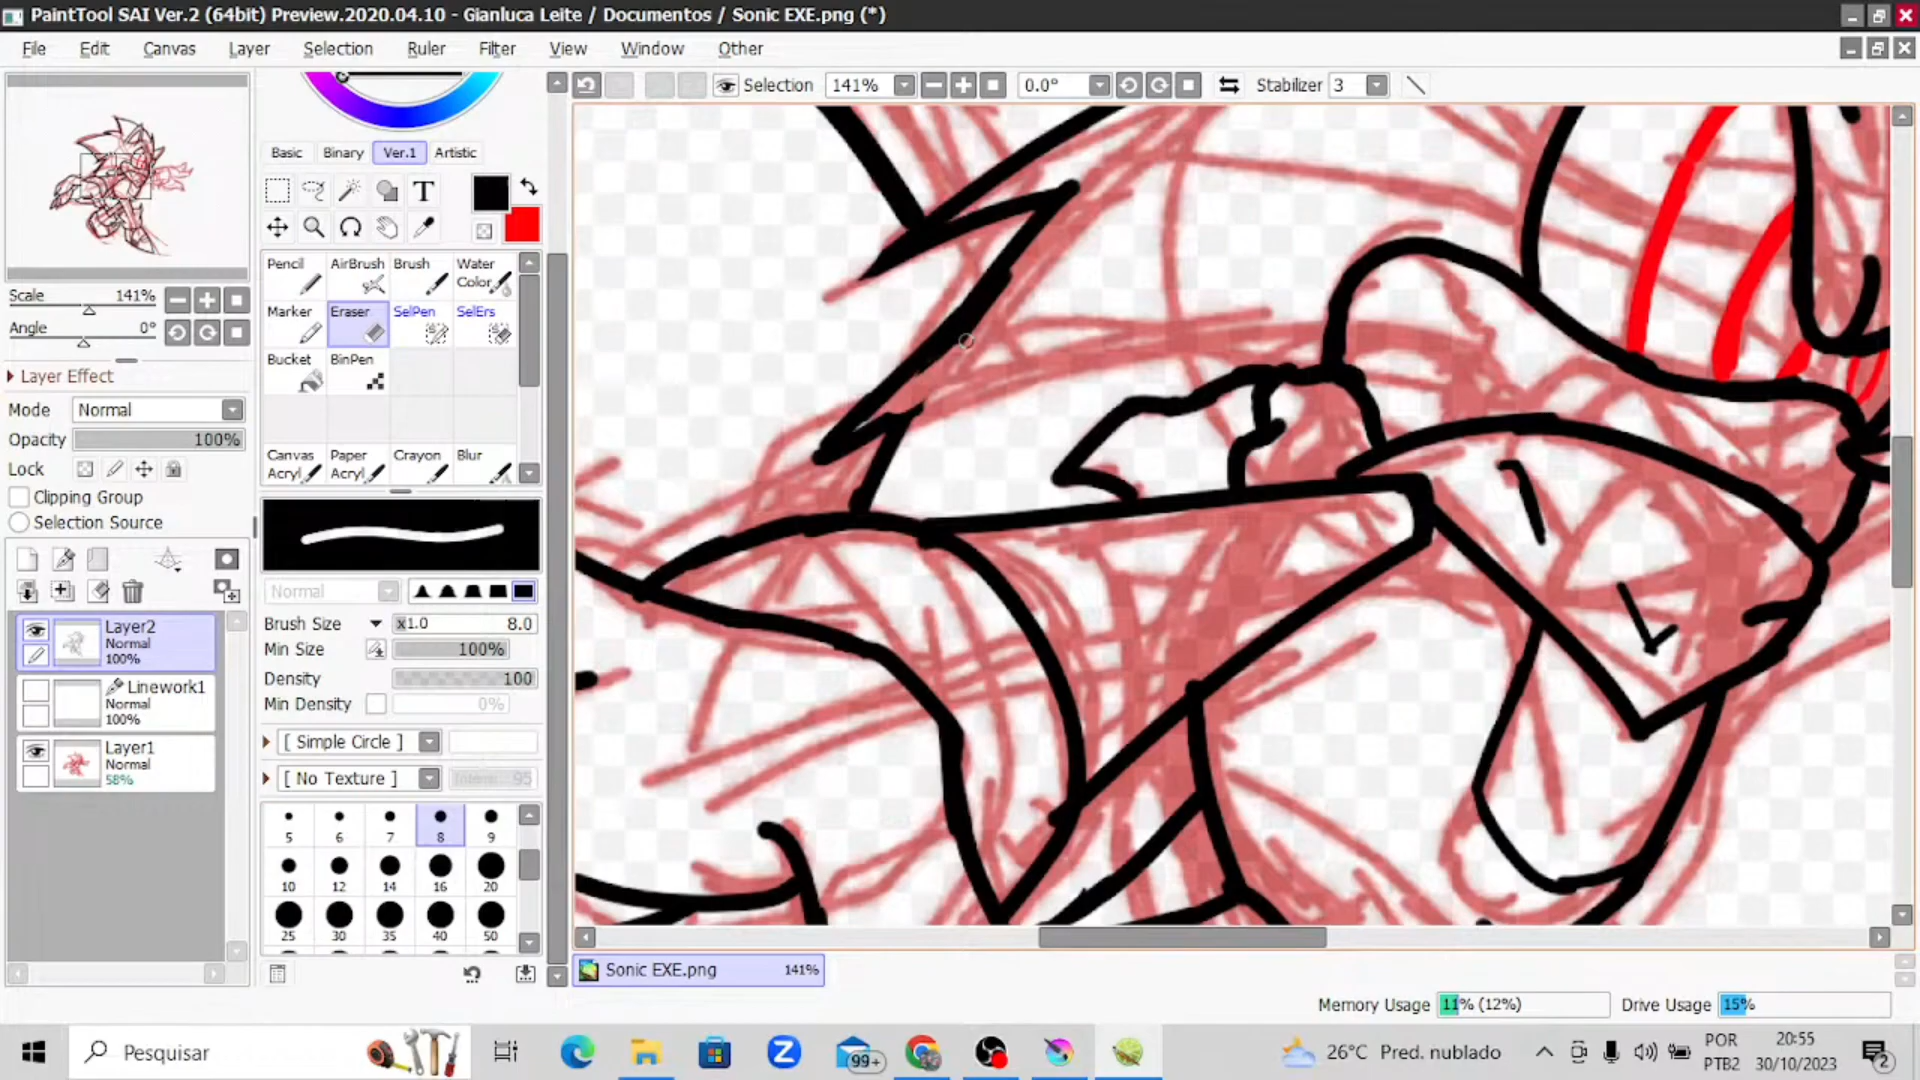 PaintTool SAI Ver.2 (64bit) Preview.2020.04.10 - Gianluca Leite / Documentos / Sonic EXE.png (*)
File Edit Canvas Layer Selection Ruler Filter View Window Other
Selection 141% 0.0° Stabilizer 3
Basic Binary Ver.1 Artistic
T
Scale 141%
Angle 0°
Layer Effect
Mode Normal
Opacity 100%
Lock
Clipping Group
Selection Source
Layer2
Normal
100%
Linework1
Normal
100%
Layer1
Normal
58%
Pencil AirBrush Brush Water Color
Marker Eraser SelPen SelErs
Bucket BinPen
Canvas Acryl Paper Acryl Crayon Blur
Normal
Brush Size x1.0 8.0
Min Size 100%
Density 100
Min Density 0%
[ Simple Circle ]
[ No Texture ] 95
5 6 7 8 9
10 12 14 16 20
25 30 35 40 50
Sonic EXE.png 141%
Memory Usage 11% (12%) Drive Usage 15%
Pesquisar
99+
26°C Pred. nublado
POR
PTB2
20:55
30/10/2023
2